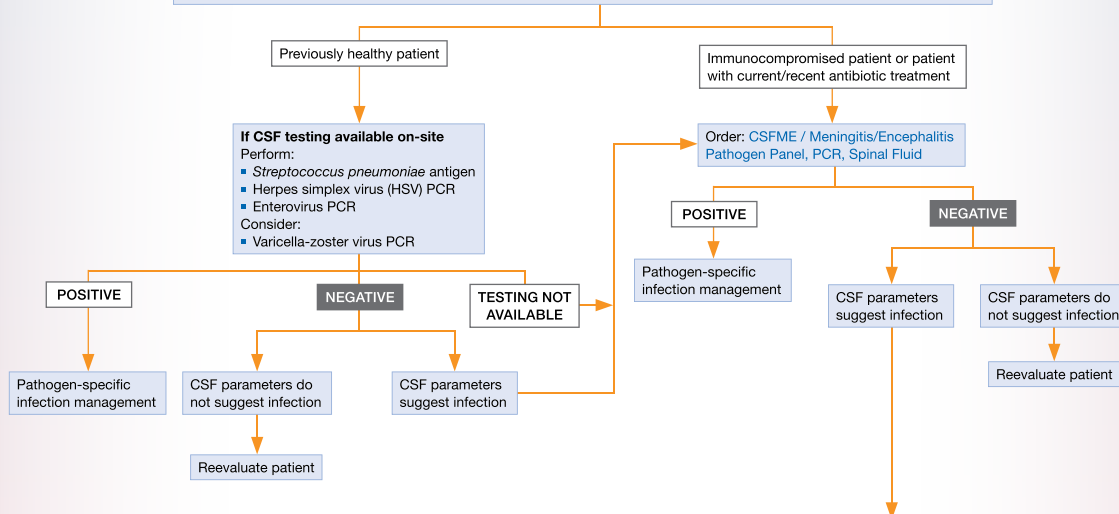 Previously healthy patient
Immunocompromised patient or patient
with current/recent antibiotic treatment
If CSF testing available on-site
Perform:
▪ Streptococcus pneumoniae antigen
▪ Herpes simplex virus (HSV) PCR
▪ Enterovirus PCR
Consider:
▪ Varicella-zoster virus PCR
Order: CSFME / Meningitis/Encephalitis
Pathogen Panel, PCR, Spinal Fluid
POSITIVE
NEGATIVE
TESTING NOT
AVAILABLE
POSITIVE
NEGATIVE
Pathogen-specific
infection management
CSF parameters do
not suggest infection
CSF parameters
suggest infection
Reevaluate patient
Pathogen-specific
infection management
CSF parameters
suggest infection
CSF parameters do
not suggest infection
Reevaluate patient